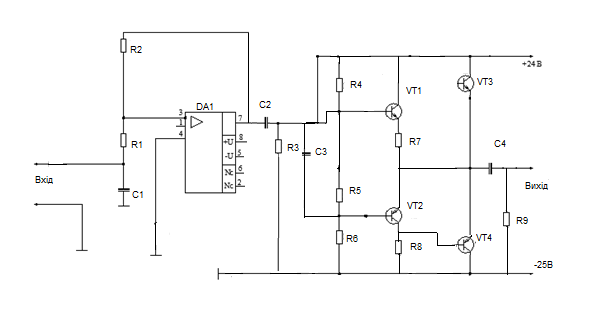 R2
DA1
+24 В
3
1
4
7
+U 8
-U 5
Nc 6
Nc 2
C2
R4
VT1
VT3
R1
R3
C3
R7
C4
Вхід
C1
R5
VT2
Вихід
R9
R6
R8
VT4
-25В